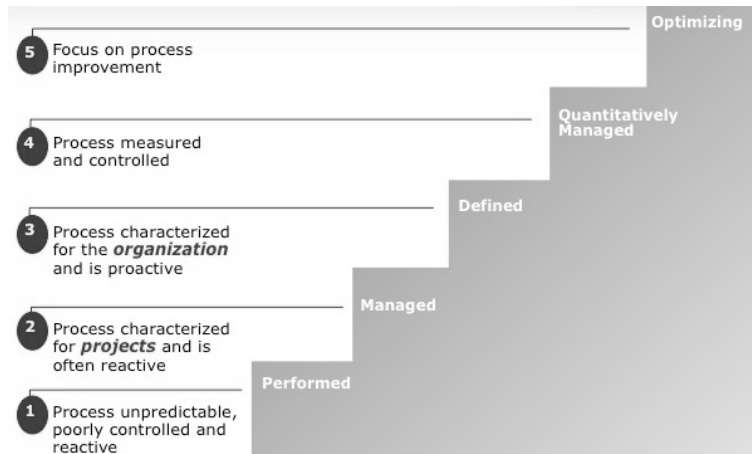 Optimizing
5 Focus on process
improvement
Quantitatively
Managed
4 Process measured
and controlled
Defined
3 Process characterized
for the organization
and is proactive
Managed
2 Process characterized
for projects and is
often reactive
Performed
1 Process unpredictable,
poorly controlled and
reactive